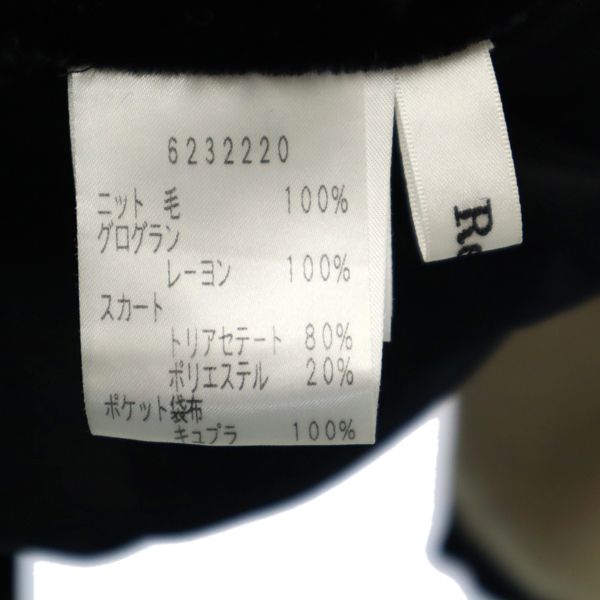 6232220
ニット 毛 100%
グログラン
レーヨン 100%
スカート
トリアセテート 80%
ポリエステル 20%
ポケット袋布
キュプラ 100%
Re